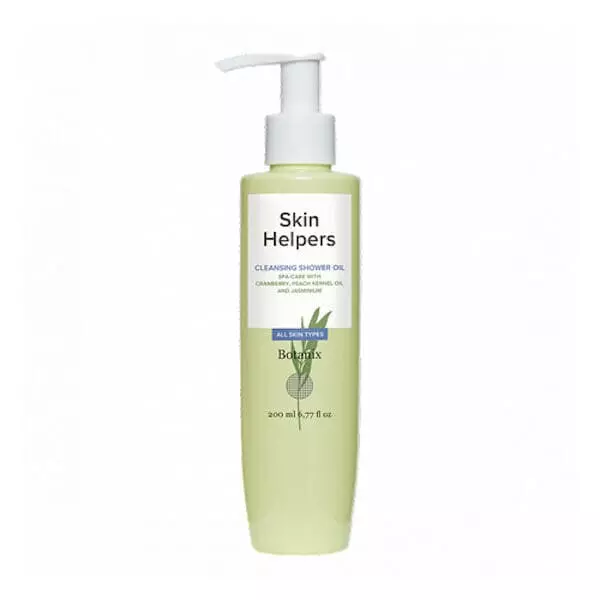 Skin
Helpers
CLEANSING SHOWER OIL
SPA-CARE WITH
CRANBERRY, PEACH KERNEL OIL
AND JASMINUM
ALL SKIN TYPES
Botanix
200 ml 6,77 fl oz